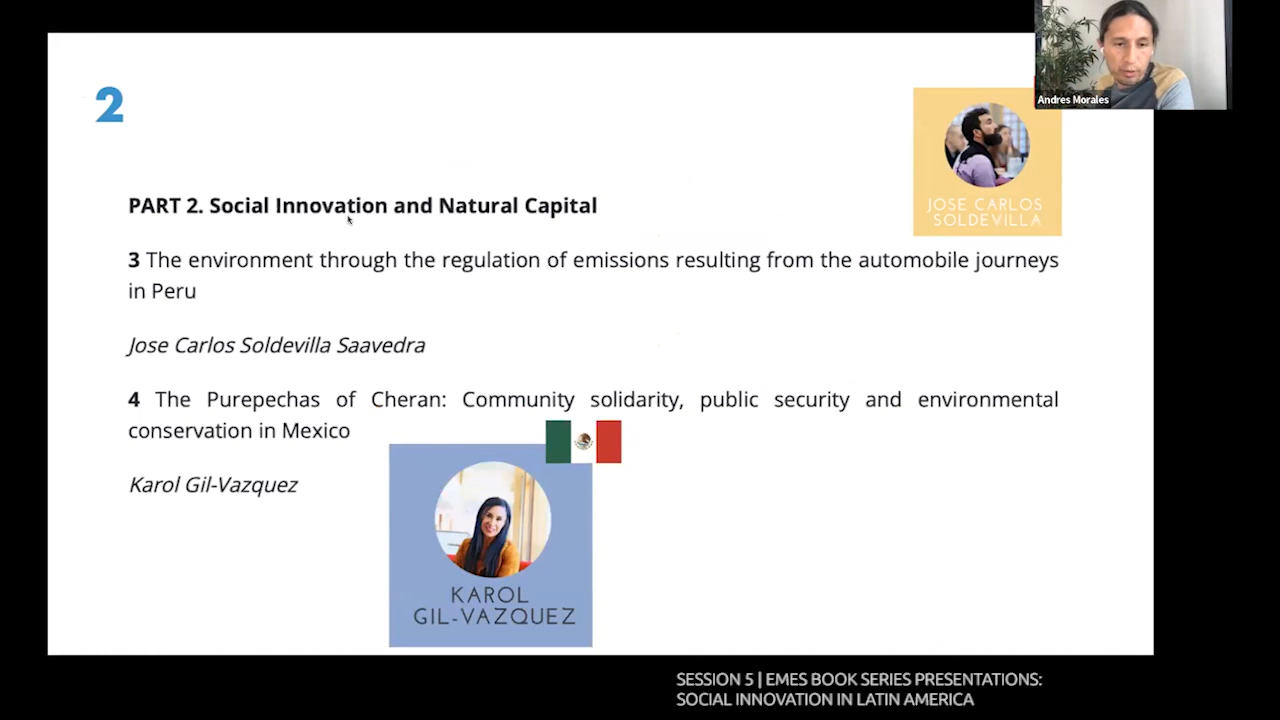 2
Andres Morales
JOSE CARLOS
SOLDEVILLA
PART 2. Social Innovation and Natural Capital
3 The environment through the regulation of emissions resulting from the automobile journeys
in Peru
Jose Carlos Soldevilla Saavedra
4 The Purepechas of Cheran: Community solidarity, public security and environmental
conservation in Mexico
Karol Gil-Vazquez
KAROL
GIL-VAZQUEZ
SESSION 5 | EMES BOOK SERIES PRESENTATIONS:
SOCIAL INNOVATION IN LATIN AMERICA